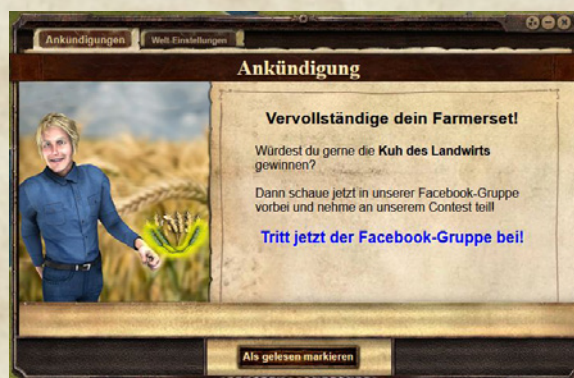 Ankündigungen
Welt-Einstellungen
Ankündigung
Vervollständige dein Farmerset!
Würdest du gerne die Kuh des Landwirts
gewinnen?
Dann schaue jetzt in unserer Facebook-Gruppe
vorbei und nehme an unserem Contest teil!
Tritt jetzt der Facebook-Gruppe bei!
Als gelesen markieren